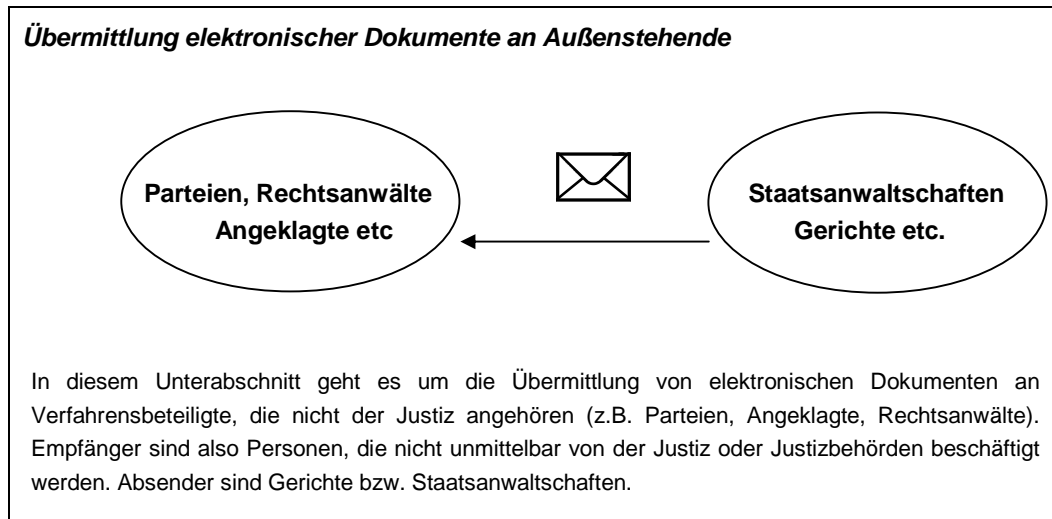 Übermittlung elektronischer Dokumente an Außenstehende
Parteien, Rechtsanwälte
Angeklagte etc
Staatsanwaltschaften
Gerichte etc.
In diesem Unterabschnitt geht es um die Übermittlung von elektronischen Dokumenten an
Verfahrensbeteiligte, die nicht der Justiz angehören (z.B. Parteien, Angeklagte, Rechtsanwälte).
Empfänger sind also Personen, die nicht unmittelbar von der Justiz oder Justizbehörden beschäftigt
werden. Absender sind Gerichte bzw. Staatsanwaltschaften.